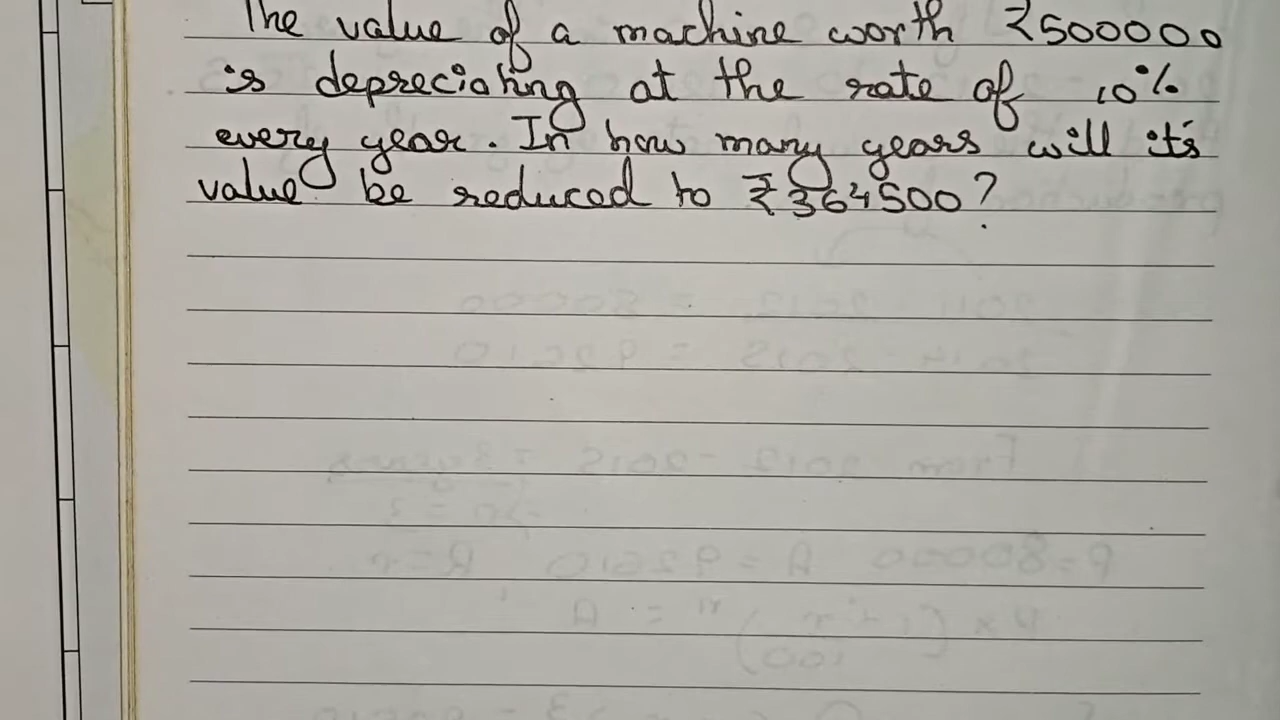 The value of a machine worth ₹500000
is depreciating at the rate of 10%
every year. In how many years will it's
value be reduced to ₹364500?